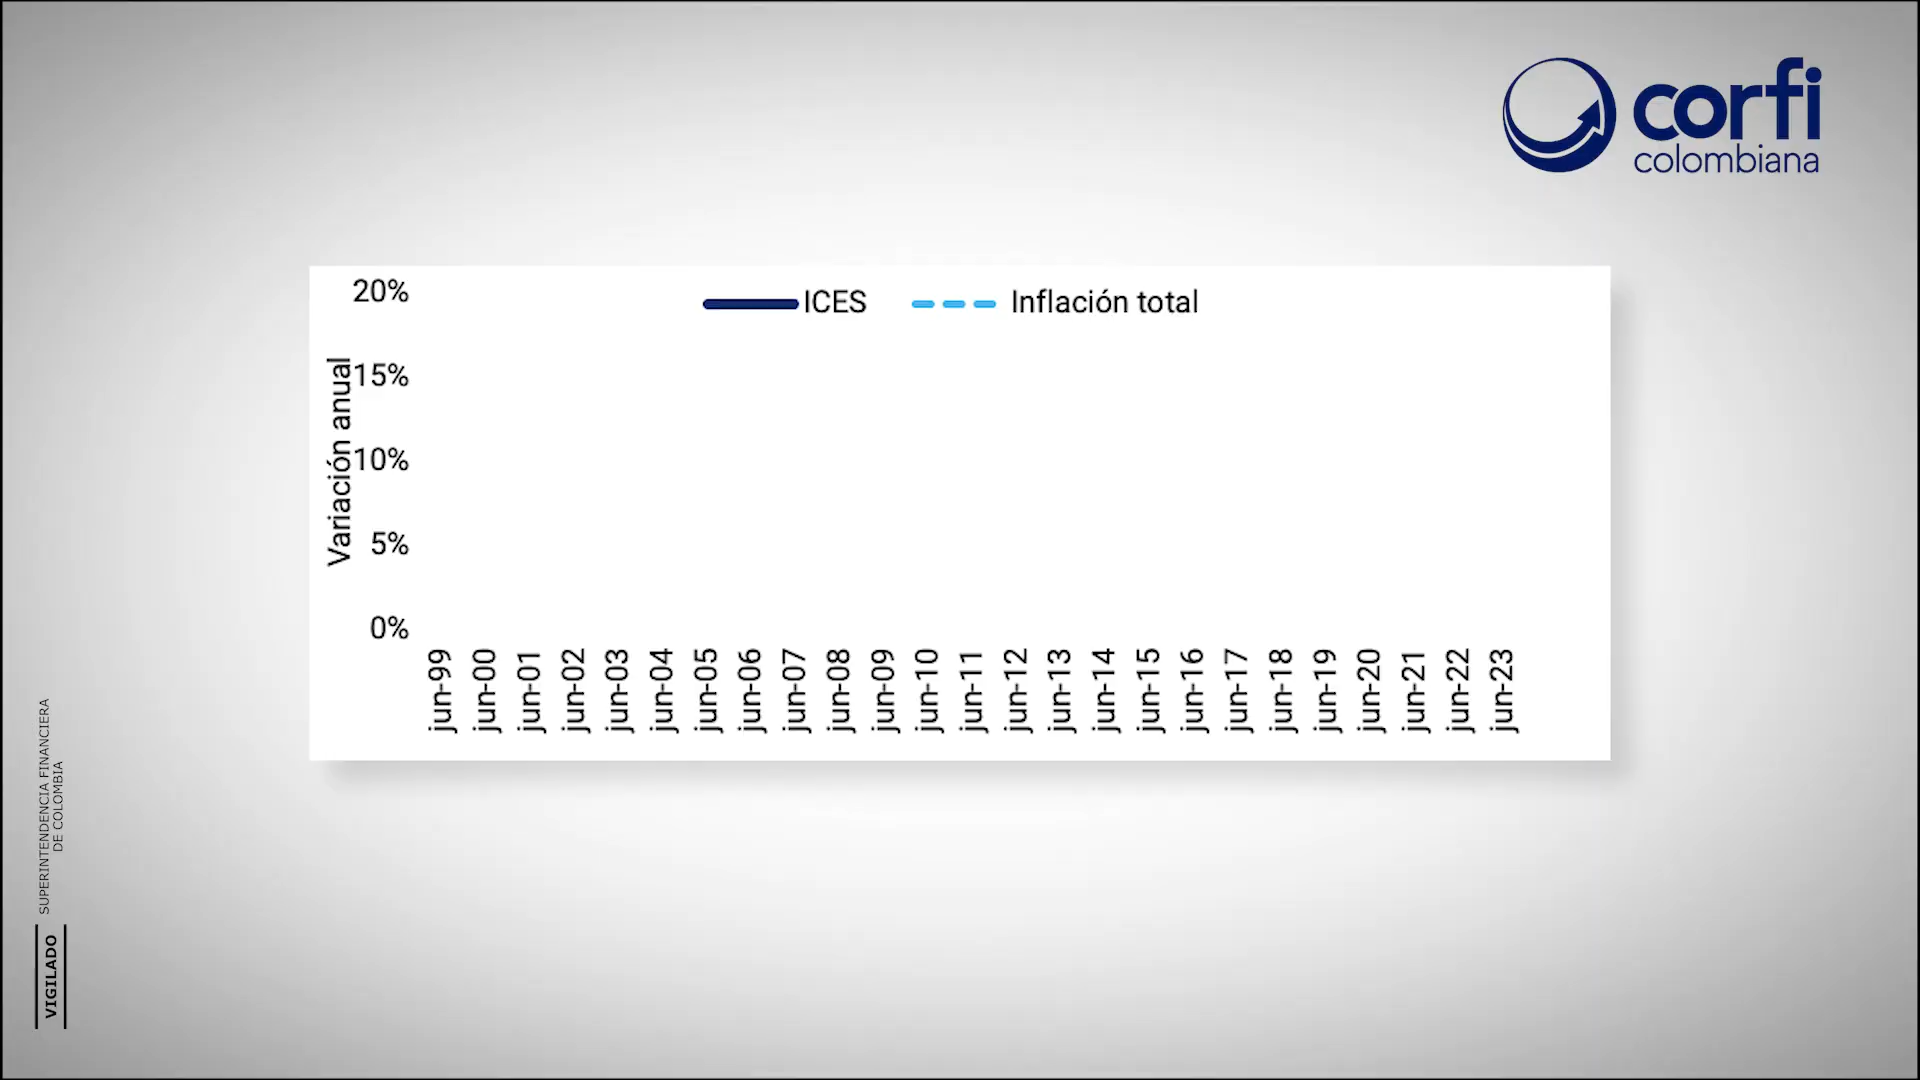 corfi
colombiana
20%
ICES
Inflación total
15%
10%
5%
0%
Variación anual
jun-99
jun-00
jun-01
jun-02
jun-03
jun-04
jun-05
jun-06
jun-07
jun-08
jun-09
jun-10
jun-11
jun-12
jun-13
jun-14
jun-15
jun-16
jun-17
jun-18
jun-19
jun-20
jun-21
jun-22
jun-23
VIGILADO
SUPERINTENDENCIA FINANCIERA
DE COLOMBIA